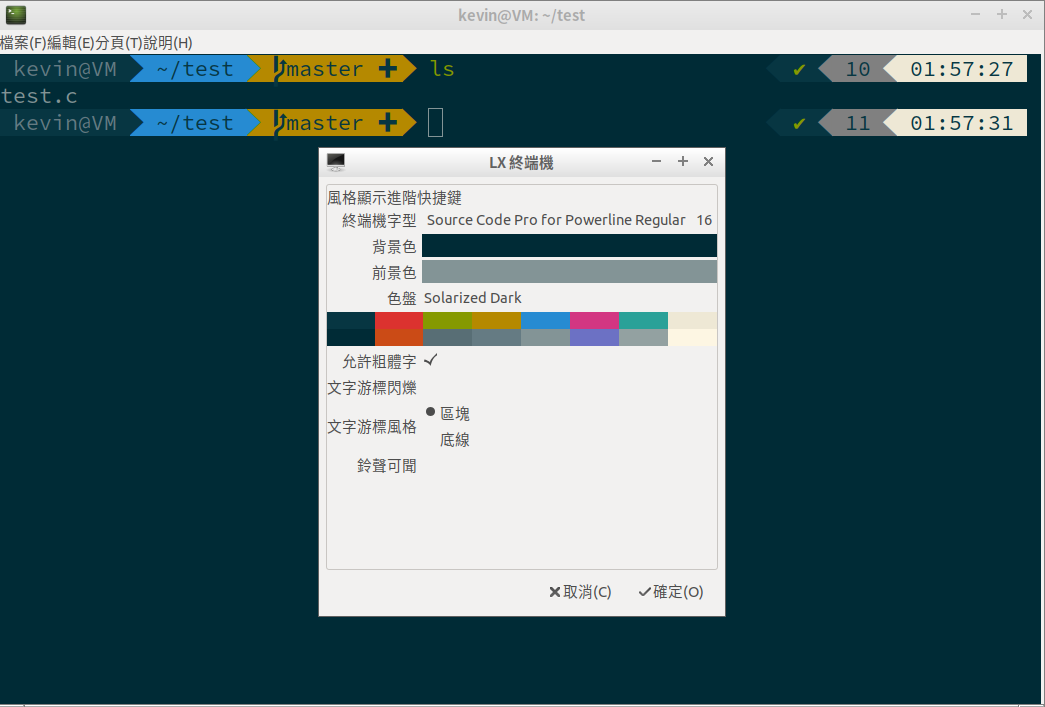 kevin@VM: ~/test
檔案(F)編輯(E)分頁(T)說明(H)
kevin@VM ~/test master ✚ ls ✔ 10 01:57:27
test.c
kevin@VM ~/test master ✚ ✔ 11 01:57:31
LX 終端機
風格顯示進階快捷鍵
終端機字型 Source Code Pro for Powerline Regular 16
背景色
前景色
色盤 Solarized Dark
允許粗體字
文字游標閃爍
文字游標風格 區塊
底線
鈴聲可聞
取消(C) 確定(O)